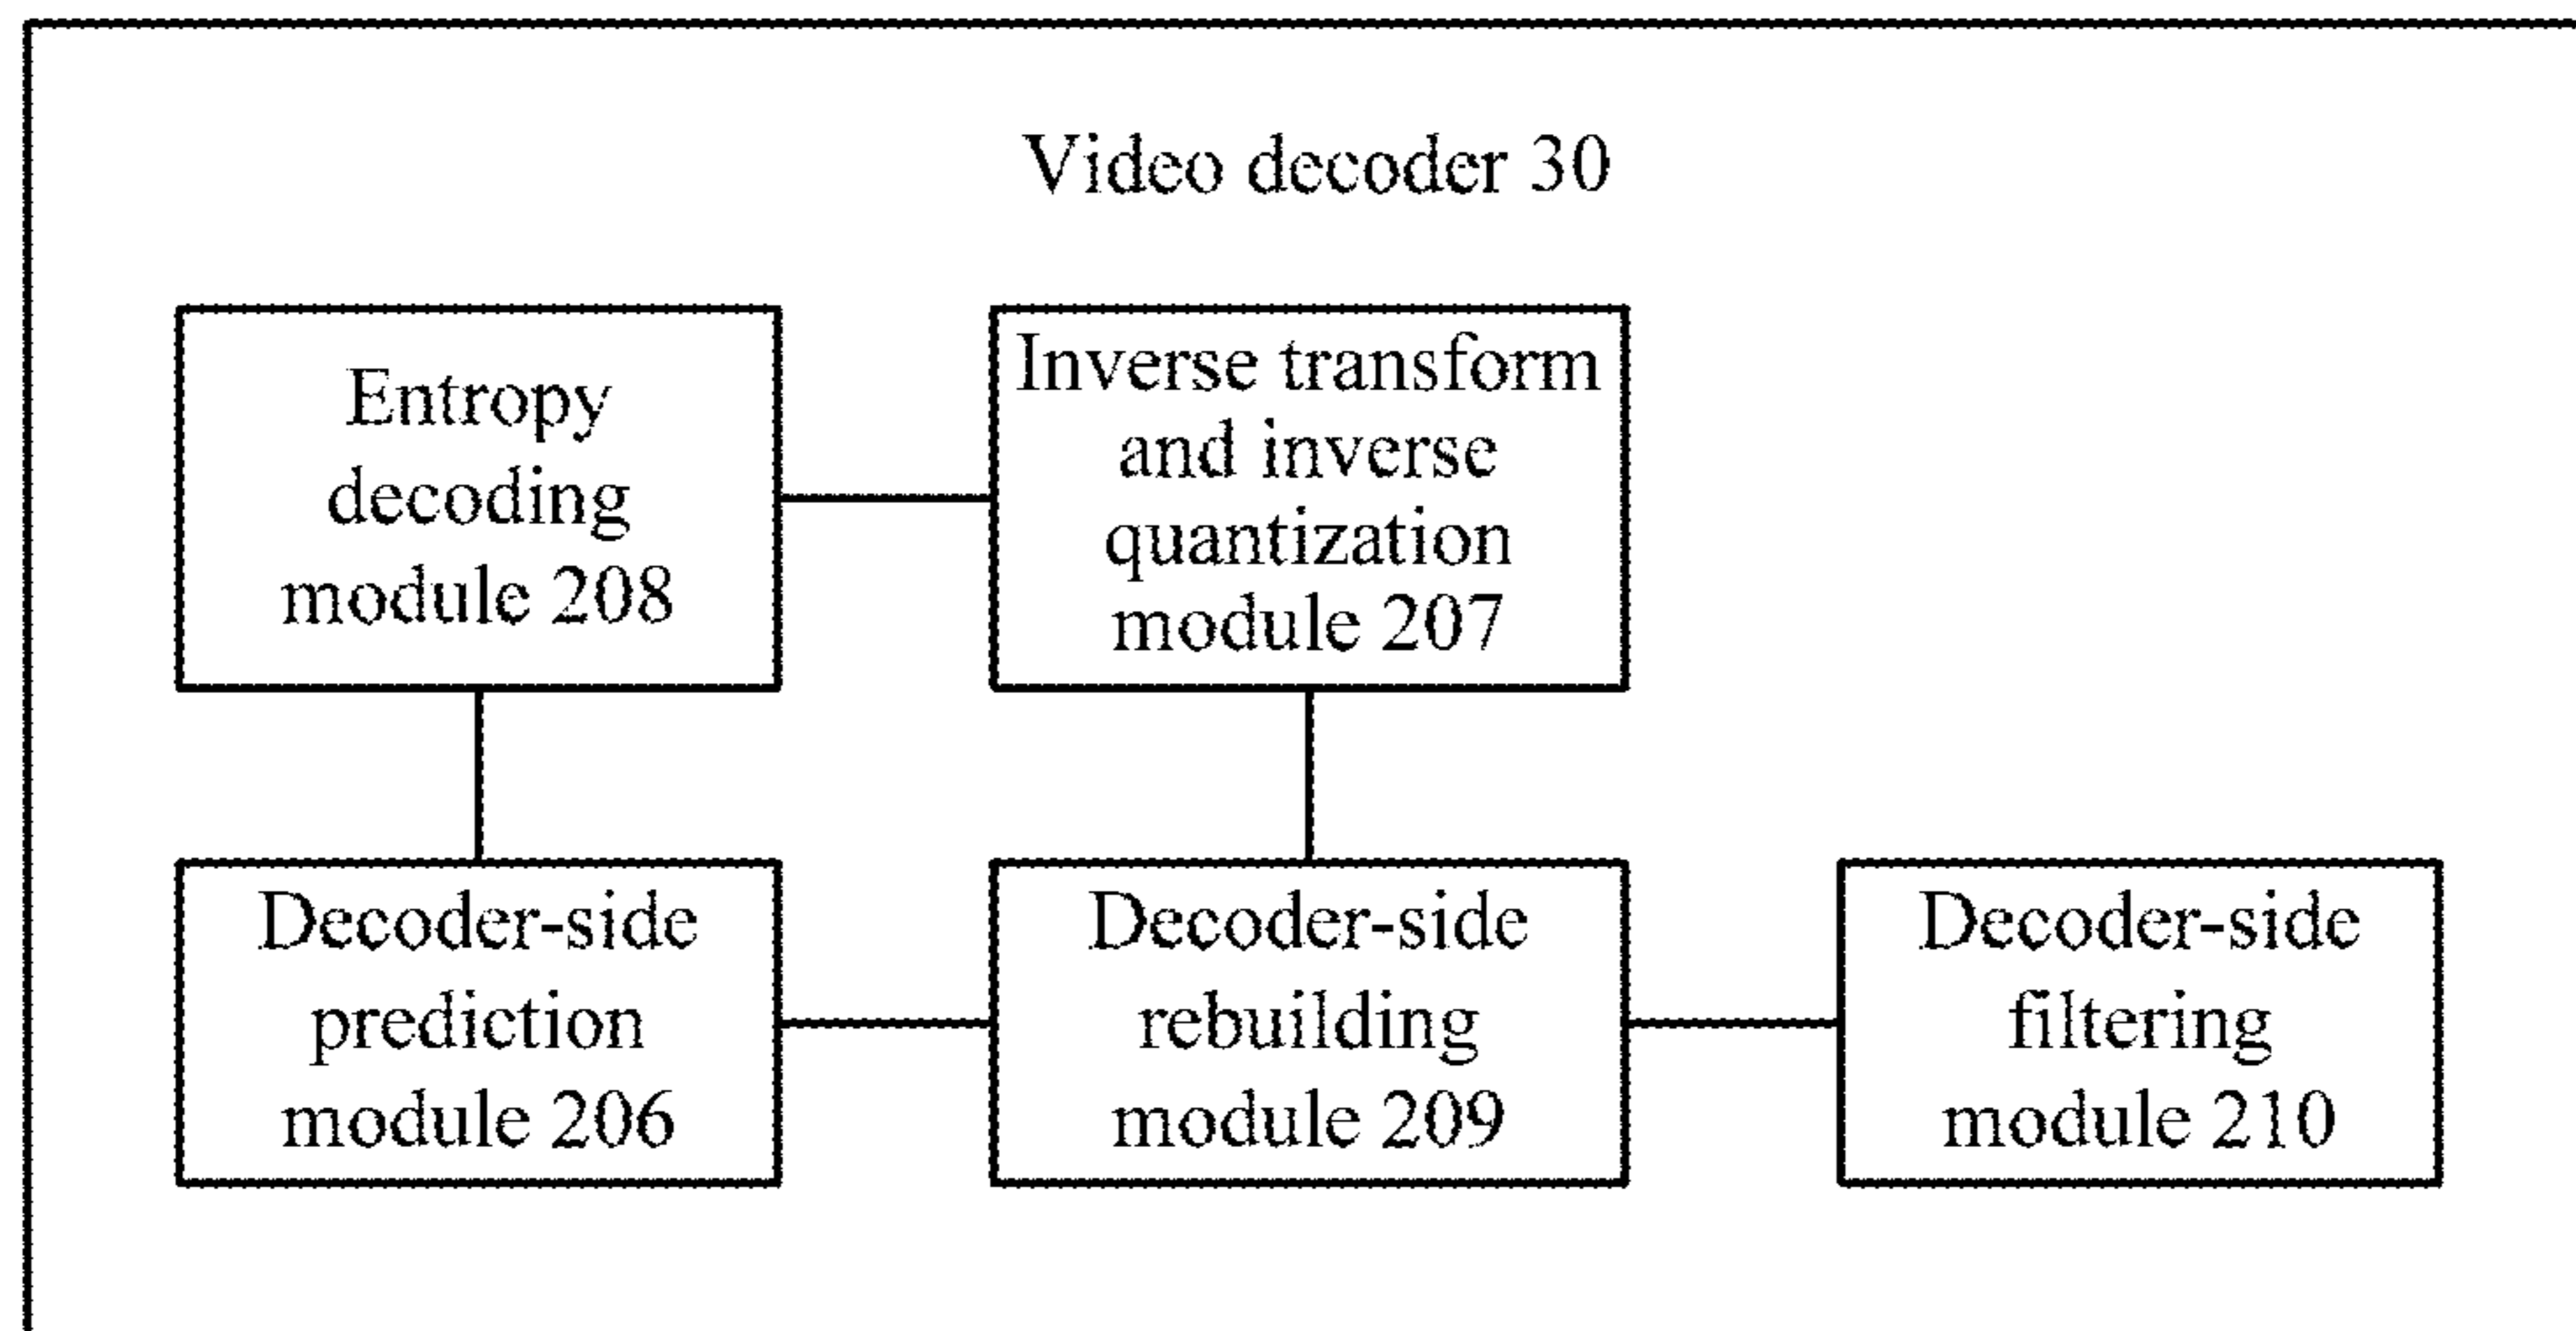 Video decoder 30
Entropy
decoding
module 208
Inverse transform
and inverse
quantization
module 207
Decoder-side
prediction
module 206
Decoder-side
rebuilding
module 209
Decoder-side
filtering
module 210